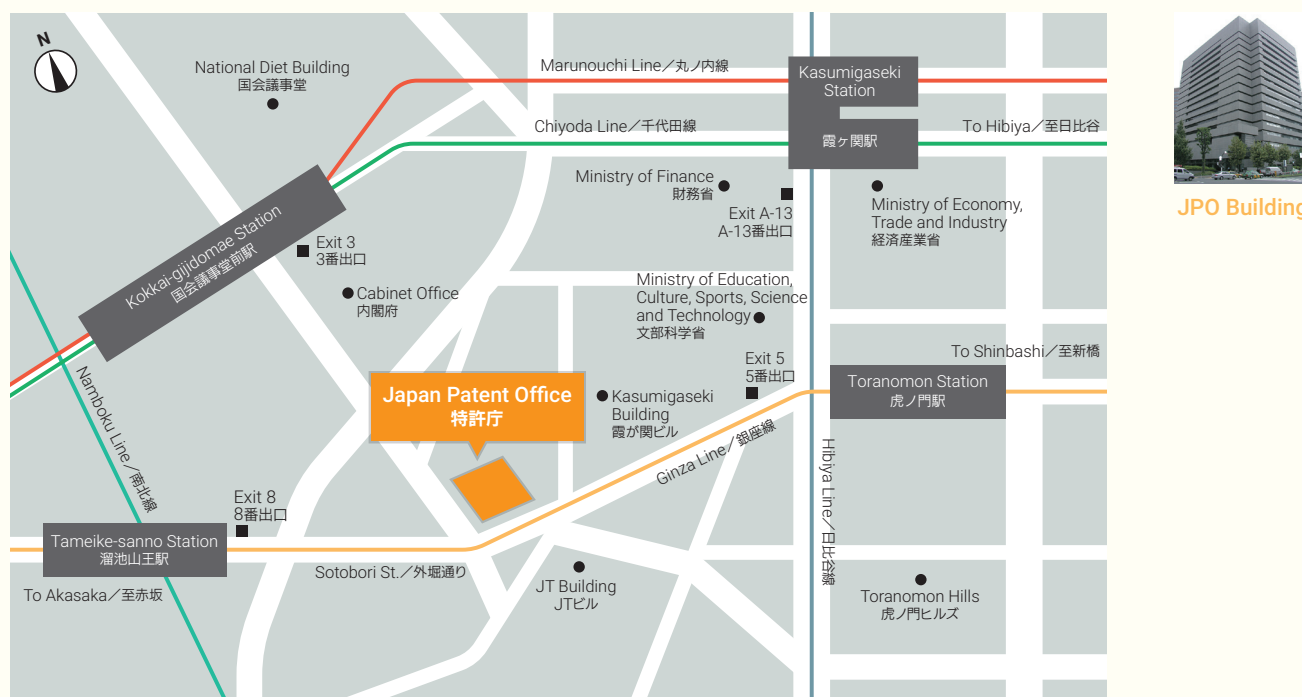 N
National Diet Building
国会議事堂
Marunouchi Line／丸ノ内線
Kasumigaseki
Station
霞ヶ関駅
Chiyoda Line／千代田線
To Hibiya／至日比谷
JPO Building
Ministry of Finance
財務省
Exit A-13
A-13番出口
Ministry of Economy,
Trade and Industry
経済産業省
Kokkai-gijidomae Station
国会議事堂前駅
Exit 3
3番出口
Cabinet Office
内閣府
Ministry of Education,
Culture, Sports, Science
and Technology
文部科学省
Exit 5
5番出口
To Shinbashi／至新橋
Toranomon Station
虎ノ門駅
Japan Patent Office
特許庁
Kasumigaseki
Building
霞が関ビル
Namboku Line／南北線
Ginza Line／銀座線
Hibiya Line／日比谷線
Exit 8
8番出口
Tameike-sanno Station
溜池山王駅
To Akasaka／至赤坂
Sotobori St.／外堀通り
JT Building
JTビル
Toranomon Hills
虎ノ門ヒルズ